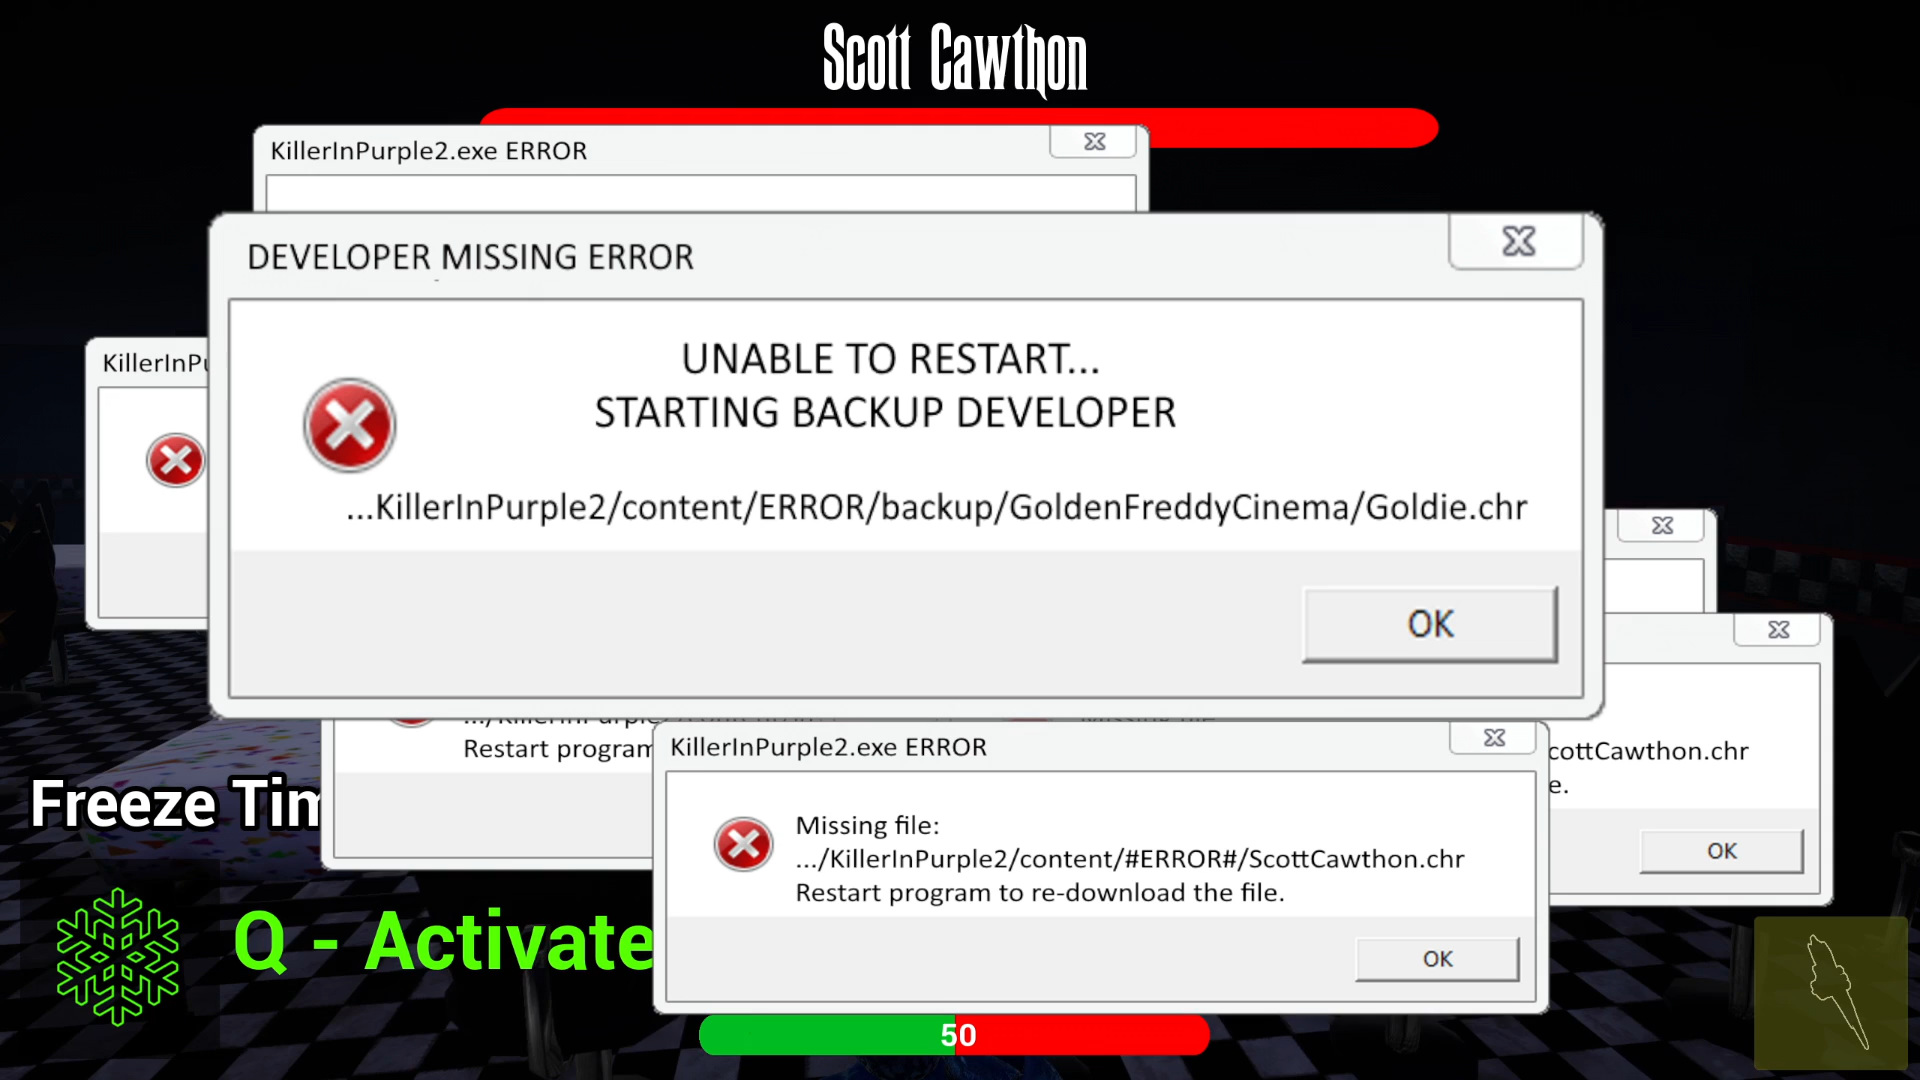 Scott Cawthon
KillerInPurple2.exe ERROR
DEVELOPER MISSING ERROR
UNABLE TO RESTART...
STARTING BACKUP DEVELOPER
...KillerInPurple2/content/ERROR/backup/GoldenFreddyCinema/Goldie.chr
OK
KillerInPu
Restart program
KillerInPurple2.exe ERROR
Missing file:
.../KillerInPurple2/content/#ERROR#/ScottCawthon.chr
Restart program to re-download the file.
OK
cottCawthon.chr
e.
OK
Freeze Tim
Q - Activate
50